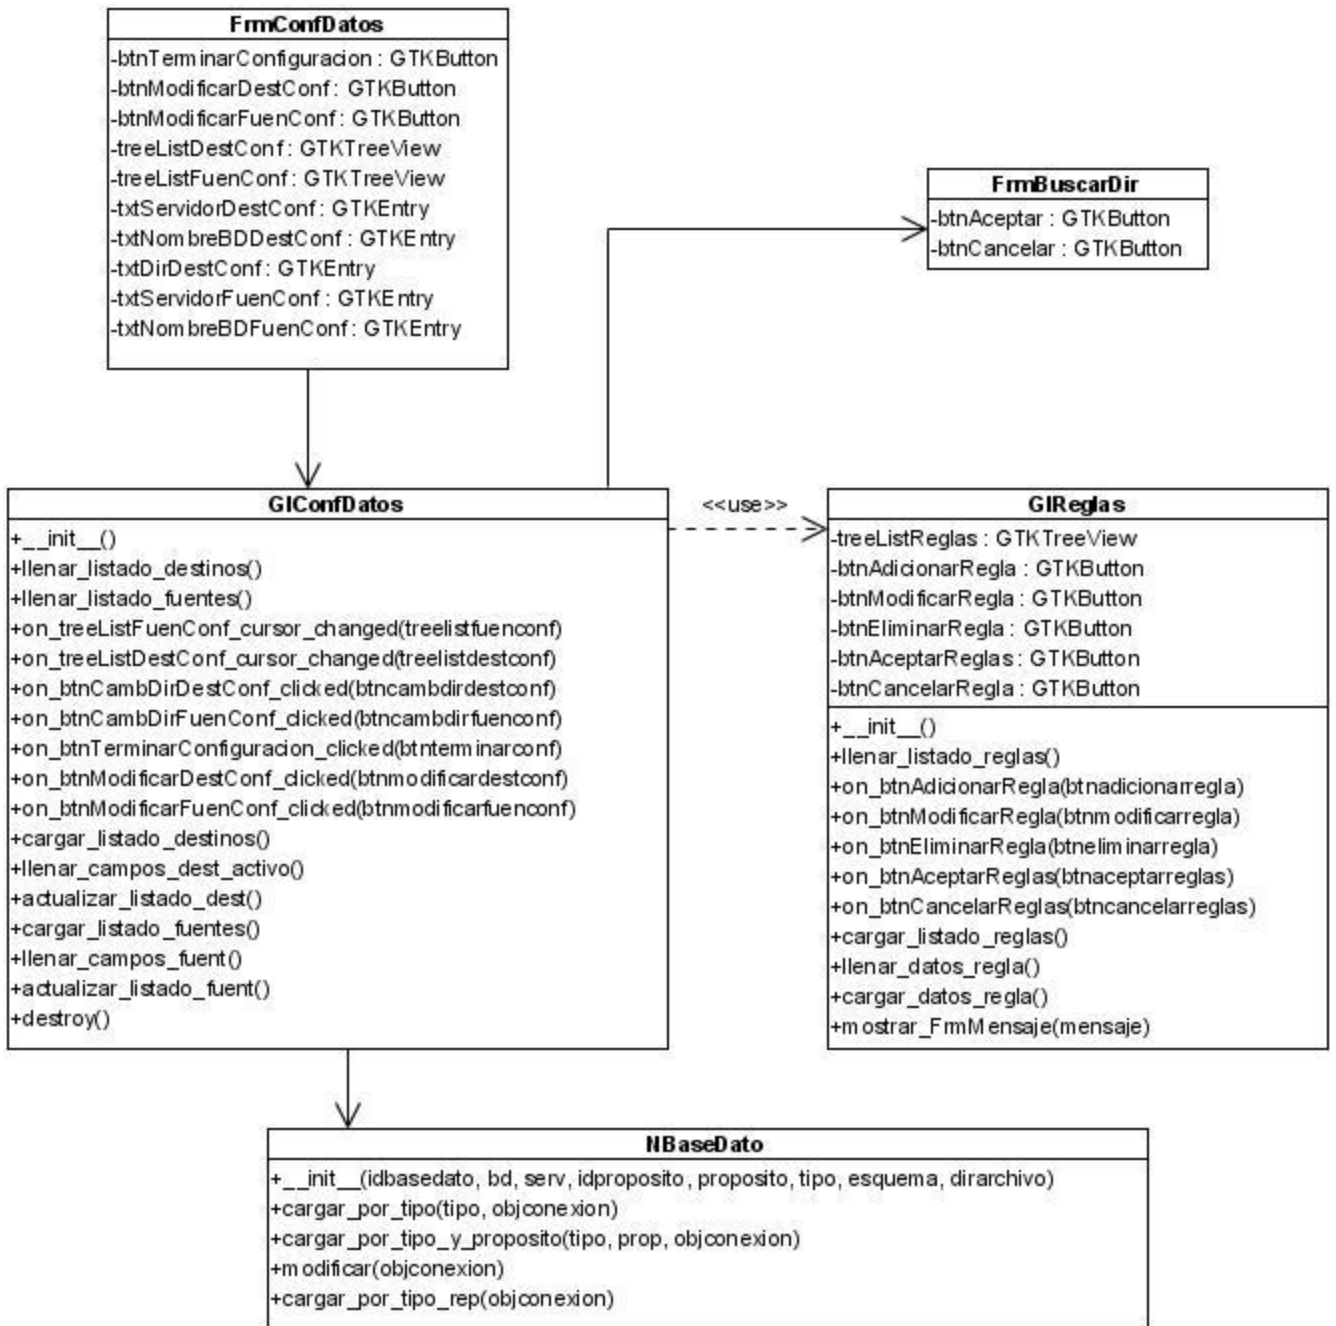 FrmConfDatos
-btnTerminarConfiguracion : GTKButton
-btnModificarDestConf : GTKButton
-btnModificarFuenConf : GTKButton
-treeListDestConf : GTKTreeView
-treeListFuenConf : GTKTreeView
-txtServidorDestConf : GTKEntry
-txtNombreBDDestConf : GTKEntry
-txtDirDestConf : GTKEntry
-txtServidorFuenConf : GTKEntry
-txtNombreBDFuenConf : GTKEntry
FrmBuscarDir
-btnAceptar : GTKButton
-btnCancelar : GTKButton
GIConfDatos
+__init__()
+llenar_listado_destinos()
+llenar_listado_fuentes()
+on_treeListFuenConf_cursor_changed(treelistfuenconf)
+on_treeListDestConf_cursor_changed(treelistdestconf)
+on_btnCambDirDestConf_clicked(btncambdirdestconf)
+on_btnCambDirFuenConf_clicked(btncambdirfuenconf)
+on_btnTerminarConfiguracion_clicked(btnterminarconf)
+on_btnModificarDestConf_clicked(btnmodificardestconf)
+on_btnModificarFuenConf_clicked(btnmodificarfuenconf)
+cargar_listado_destinos()
+llenar_campos_dest_activo()
+actualizar_listado_dest()
+cargar_listado_fuentes()
+llenar_campos_fuent()
+actualizar_listado_fuent()
+destroy()
<<use>>
GIReglas
-treeListReglas : GTKTreeView
-btnAdicionarRegla : GTKButton
-btnModificarRegla : GTKButton
-btnEliminarRegla : GTKButton
-btnAceptarReglas : GTKButton
-btnCancelarRegla : GTKButton
+__init__()
+llenar_listado_reglas()
+on_btnAdicionarRegla(btnadicionarregla)
+on_btnModificarRegla(btnmodificarregla)
+on_btnEliminarRegla(btneliminarregla)
+on_btnAceptarReglas(btnaceptarreglas)
+on_btnCancelarReglas(btncancelarreglas)
+cargar_listado_reglas()
+llenar_datos_regla()
+cargar_datos_regla()
+mostrar_FrmMensaje(mensaje)
NBaseDato
+__init__(idbasedato, bd, serv, idproposito, proposito, tipo, esquema, dirarchivo)
+cargar_por_tipo(tipo, objconexion)
+cargar_por_tipo_y_proposito(tipo, prop, objconexion)
+modificar(objconexion)
+cargar_por_tipo_rep(objconexion)